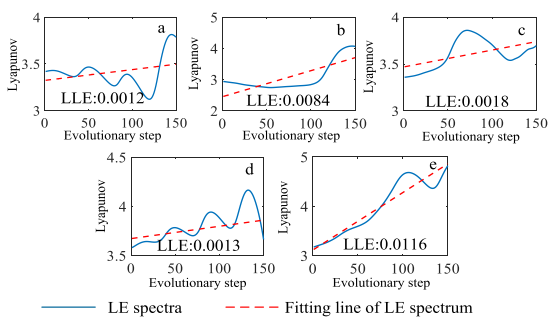 4
a
3.5
Lyapunov
LLE:0.0012
3
0 50 100 150
Evolutionary step
5
b
4
3
Lyapunov
LLE:0.0084
2
0 50 100 150
Evolutionary step
4
c
3.5
Lyapunov
LLE:0.0018
3
0 50 100 150
Evolutionary step
4.5
d
4
Lyapunov
LLE:0.0013
3.5
0 50 100 150
Evolutionary step
5
e
4
Lyapunov
LLE:0.0116
3
0 50 100 150
Evolutionary step
LE spectra Fitting line of LE spectrum